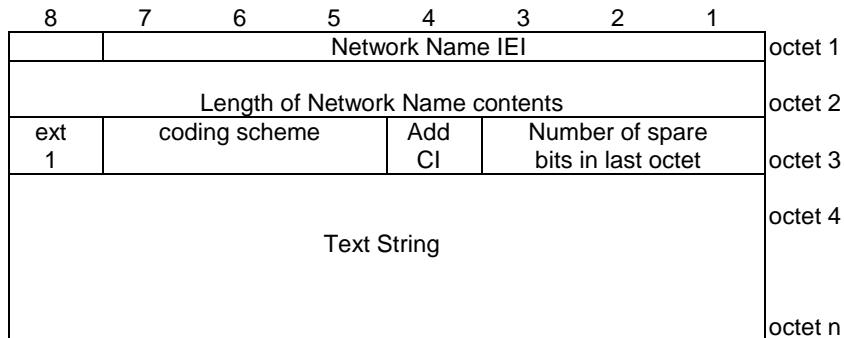 8 7 6 5 4 3 2 1
Network Name IEI octet 1
Length of Network Name contents octet 2
ext coding scheme Add Number of spare
1 CI bits in last octet octet 3
octet 4
Text String
octet n